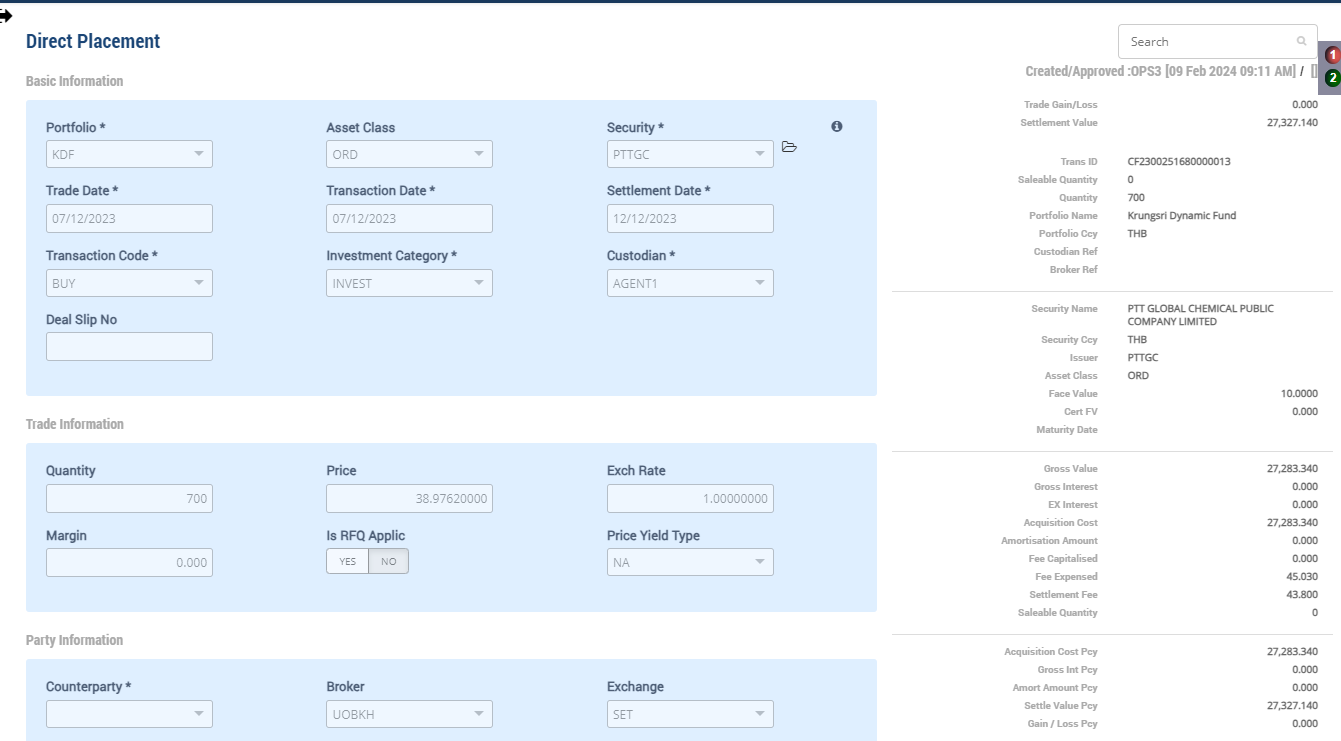 Direct Placement
Search
1
2
Created/Approved :OPS3 [09 Feb 2024 09:11 AM] / []
Basic Information
Portfolio * Asset Class Security *
KDF ORD PTTGC
Trade Date * Transaction Date * Settlement Date *
07/12/2023 07/12/2023 12/12/2023
Transaction Code * Investment Category * Custodian *
BUY INVEST AGENT1
Deal Slip No
Trade Information
Quantity Price Exch Rate
700 38.97620000 1.00000000
Margin Is RFQ Applic Price Yield Type
0.000 YES NO NA
Party Information
Counterparty * Broker Exchange
UOBKH SET
Trade Gain/Loss 0.000
Settlement Value 27,327.140
Trans ID CF2300251680000013
Saleable Quantity 0
Quantity 700
Portfolio Name Krungsri Dynamic Fund
Portfolio Ccy THB
Custodian Ref
Broker Ref
Security Name PTT GLOBAL CHEMICAL PUBLIC
COMPANY LIMITED
Security Ccy THB
Issuer PTTGC
Asset Class ORD
Face Value 10.0000
Cert FV 0.000
Maturity Date
Gross Value 27,283.340
Gross Interest 0.000
EX Interest 0.000
Acquisition Cost 27,283.340
Amortisation Amount 0.000
Fee Capitalised 0.000
Fee Expensed 45.030
Settlement Fee 43.800
Saleable Quantity 0
Acquisition Cost Pcy 27,283.340
Gross Int Pcy 0.000
Amort Amount Pcy 0.000
Settle Value Pcy 27,327.140
Gain / Loss Pcy 0.000